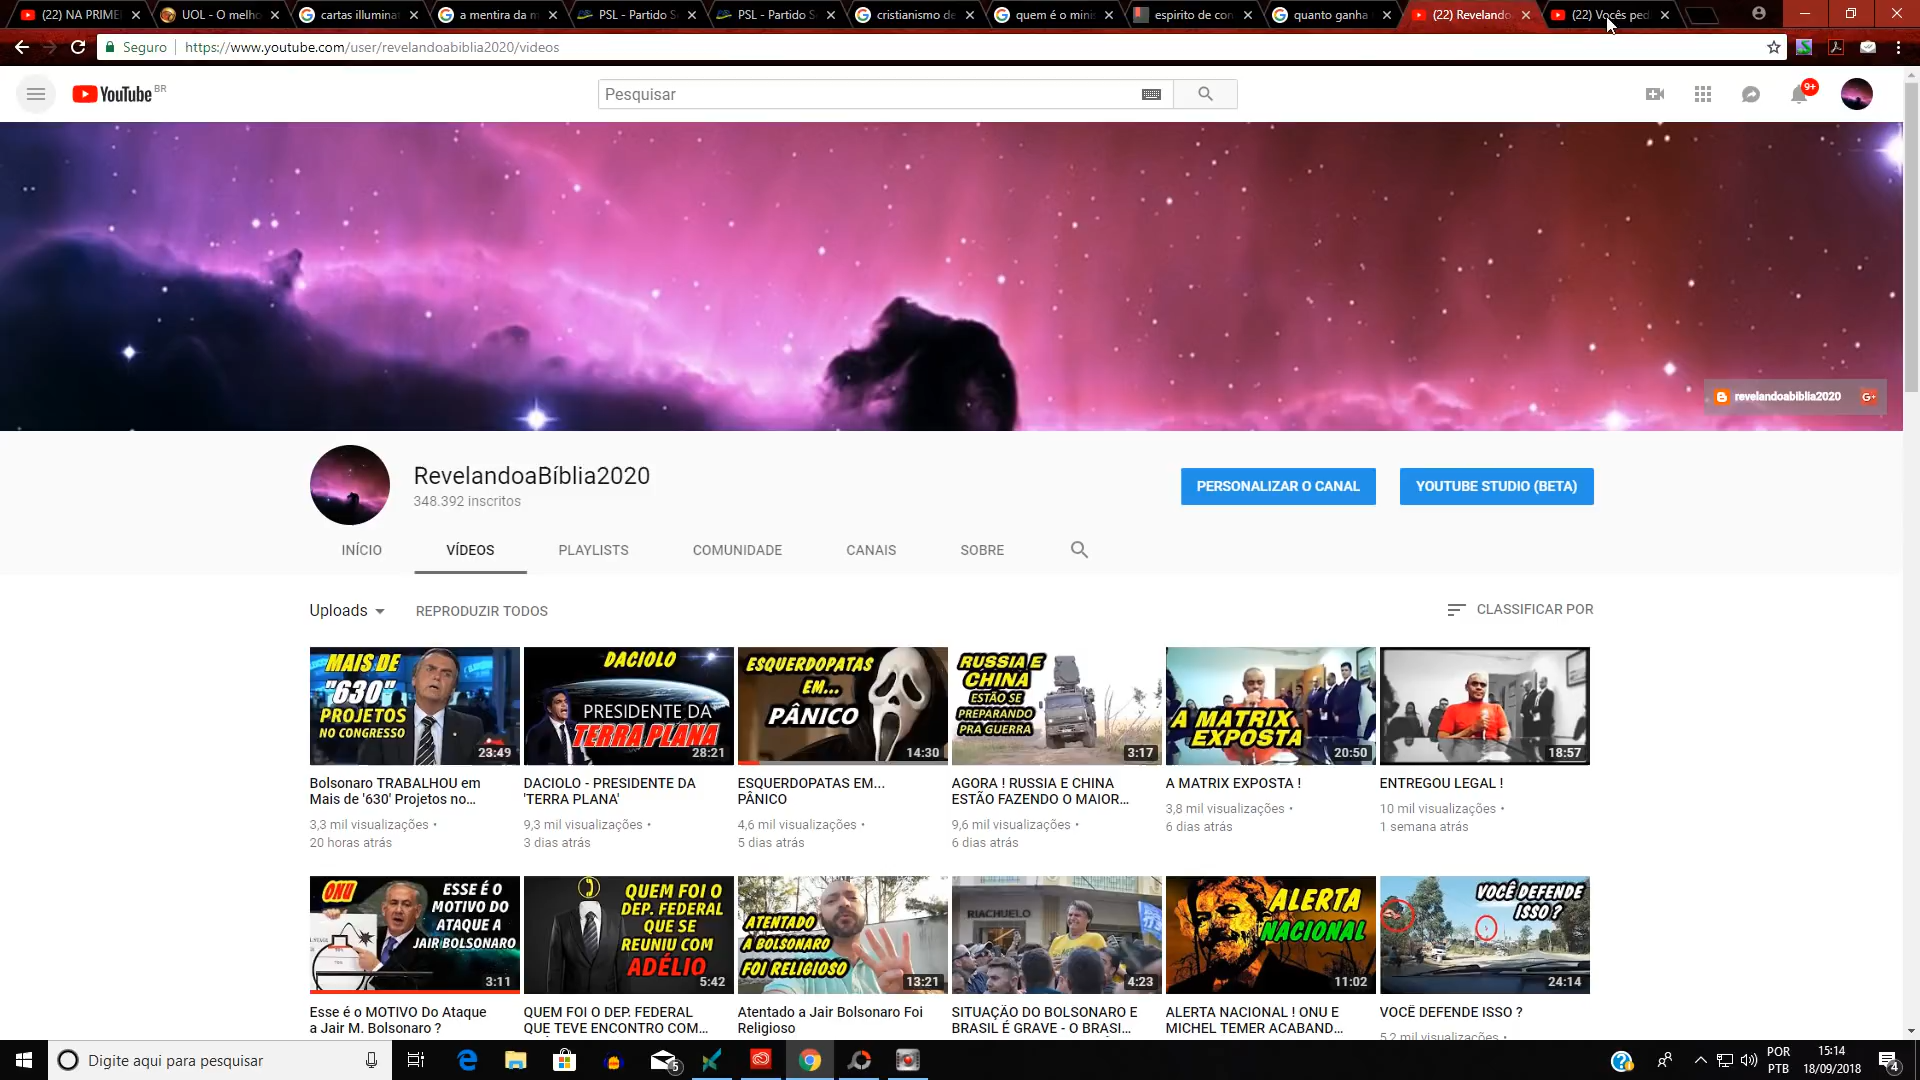 (22) NA PRIME
UOL - O melho
cartas illuminat
a mentira da m
PSL - Partido S
PSL - Partido S
cristianismo de
quem é o mini
espirito de con
quanto ganha
(22) Revelando
(22) Vocês ped
Seguro
https://www.youtube.com/user/revelandoabiblia2020/videos
YouTube BR
Pesquisar
9+
revelandoabiblia2020
G+
RevelandoaBíblia2020
348.392 inscritos
PERSONALIZAR O CANAL
YOUTUBE STUDIO (BETA)
INÍCIO
VÍDEOS
PLAYLISTS
COMUNIDADE
CANAIS
SOBRE
Uploads
REPRODUZIR TODOS
CLASSIFICAR POR
MAIS DE
"630"
PROJETOS
NO CONGRESSO
23:49
Bolsonaro TRABALHOU em
Mais de '630' Projetos no...
3,3 mil visualizações •
20 horas atrás
DACIOLO
PRESIDENTE DA
TERRA PLANA
28:21
DACIOLO - PRESIDENTE DA
'TERRA PLANA'
9,3 mil visualizações •
3 dias atrás
ESQUERDOPATAS
EM...
PÂNICO
14:30
ESQUERDOPATAS EM...
PÂNICO
4,6 mil visualizações •
5 dias atrás
RUSSIA E
CHINA
ESTÃO SE
PREPARANDO
PRA GUERRA
3:17
AGORA ! RUSSIA E CHINA
ESTÃO FAZENDO O MAIOR...
9,6 mil visualizações •
6 dias atrás
A MATRIX
EXPOSTA
20:50
A MATRIX EXPOSTA !
3,8 mil visualizações •
6 dias atrás
18:57
ENTREGOU LEGAL !
10 mil visualizações •
1 semana atrás
ONU
ESSE É O
MOTIVO DO
ATAQUE A
JAIR BOLSONARO
3:11
Esse é o MOTIVO Do Ataque
a Jair M. Bolsonaro ?
QUEM FOI O
DEP. FEDERAL
QUE SE
REUNIU COM
ADÉLIO
5:42
QUEM FOI O DEP. FEDERAL
QUE TEVE ENCONTRO COM...
ATENTADO
A BOLSONARO
FOI RELIGIOSO
13:21
Atentado a Jair Bolsonaro Foi
Religioso
RIACHUELO
4:23
SITUAÇÃO DO BOLSONARO E
BRASIL É GRAVE - O BRASI...
ALERTA
NACIONAL
11:02
ALERTA NACIONAL ! ONU E
MICHEL TEMER ACABAND...
VOCÊ DEFENDE
ISSO ?
24:14
VOCÊ DEFENDE ISSO ?
5,2 mil visualizações •
Digite aqui para pesquisar
5
POR
PTB
15:14
18/09/2018
4